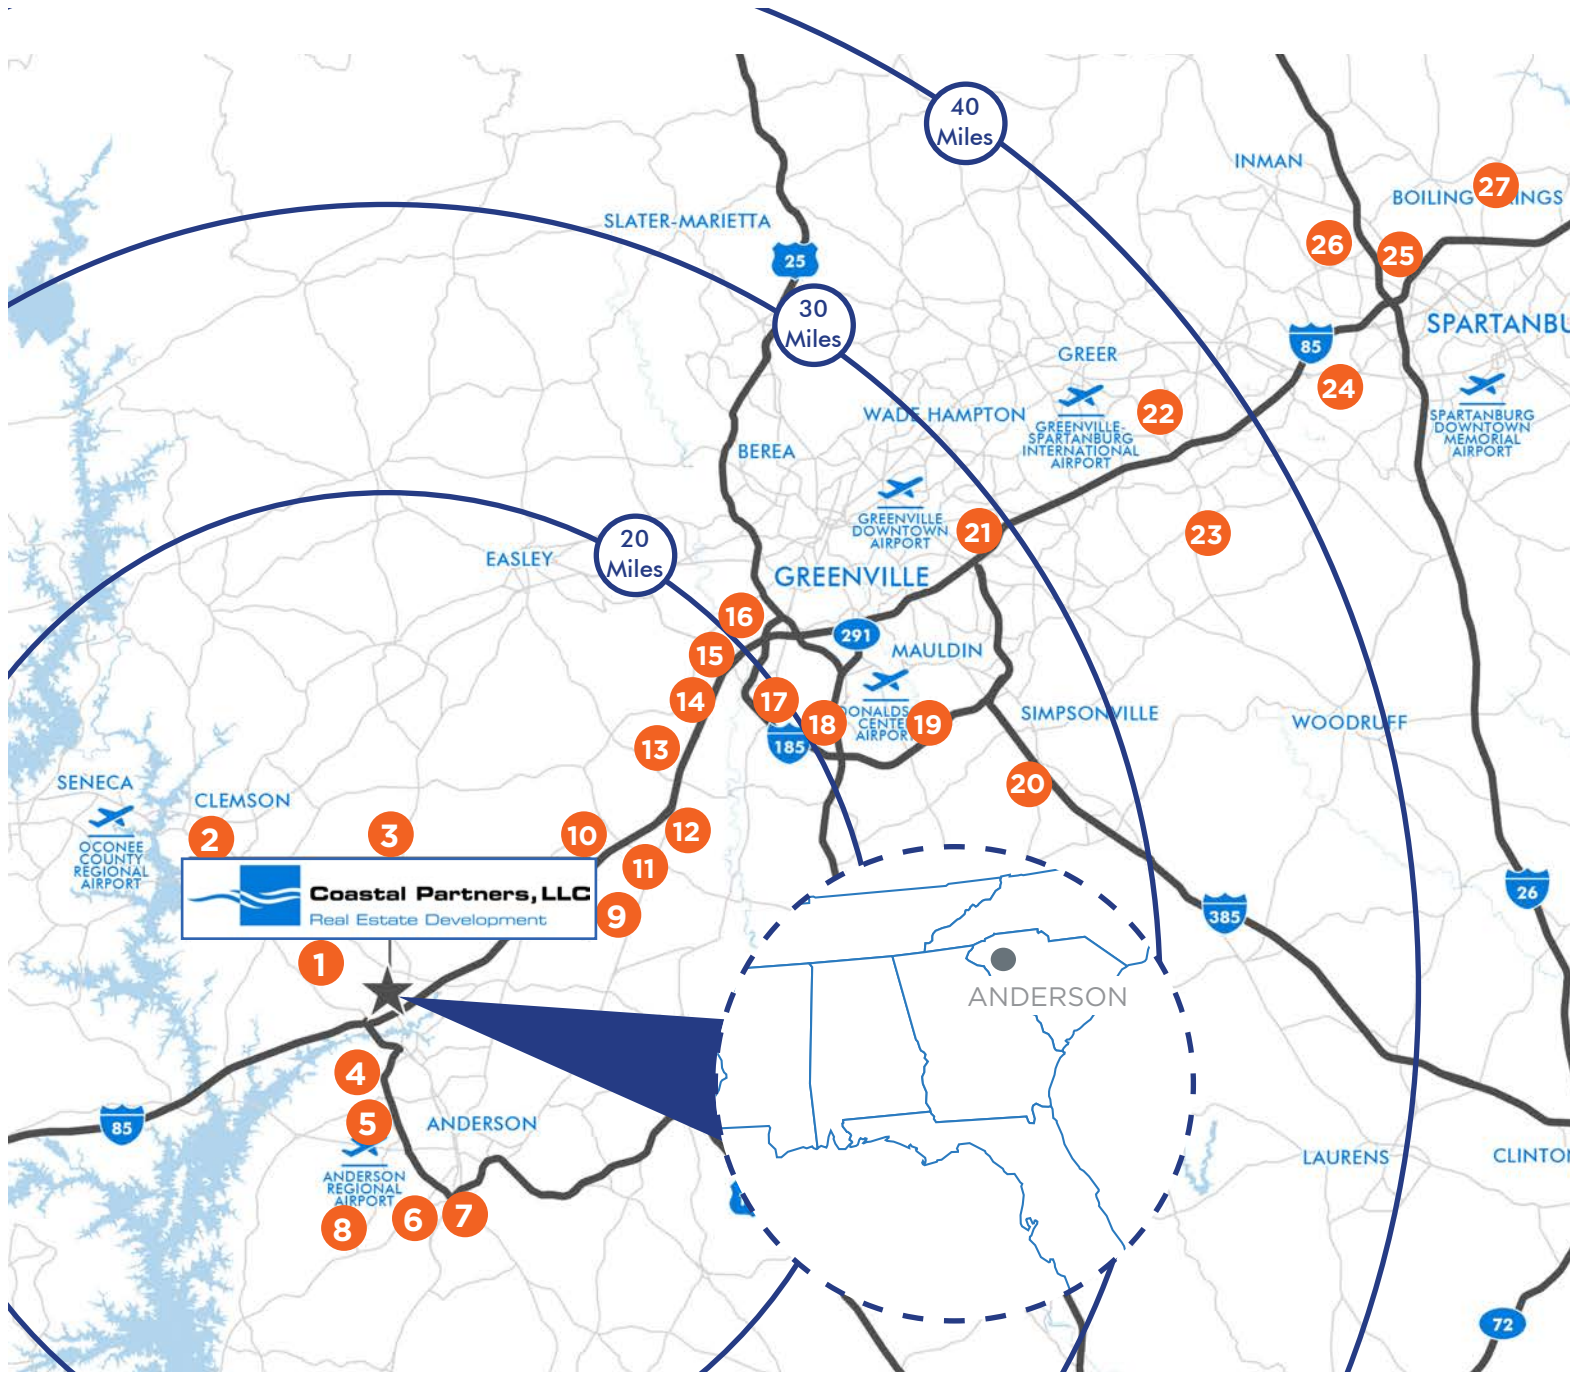 40
Miles
INMAN
27
BOILING
INGS
SLATER-MARIETTA
26
25
25
30
Miles
SPARTANBU
85
GREER
24
22
WADE HAMPTON
GREENVILLE-
SPARTANBURG
INTERNATIONAL
AIRPORT
SPARTANBURG
DOWNTOWN
MEMORIAL
AIRPORT
BEREA
GREENVILLE
DOWNTOWN
AIRPORT
21
23
20
Miles
EASLEY
GREENVILLE
16
291
MAULDIN
15
14
17
18
DONALDS
CENTE
AIRPORT
19
SIMPSONVILLE
WOODRUFF
13
185
20
SENECA
CLEMSON
2
3
10
12
OCONEE
COUNTY
REGIONAL
AIRPORT
11
Coastal Partners, LLC
Real Estate Development
9
26
385
1
ANDERSON
4
5
85
ANDERSON
ANDERSON
REGIONAL
AIRPORT
LAURENS
CLINTON
8
6
7
72